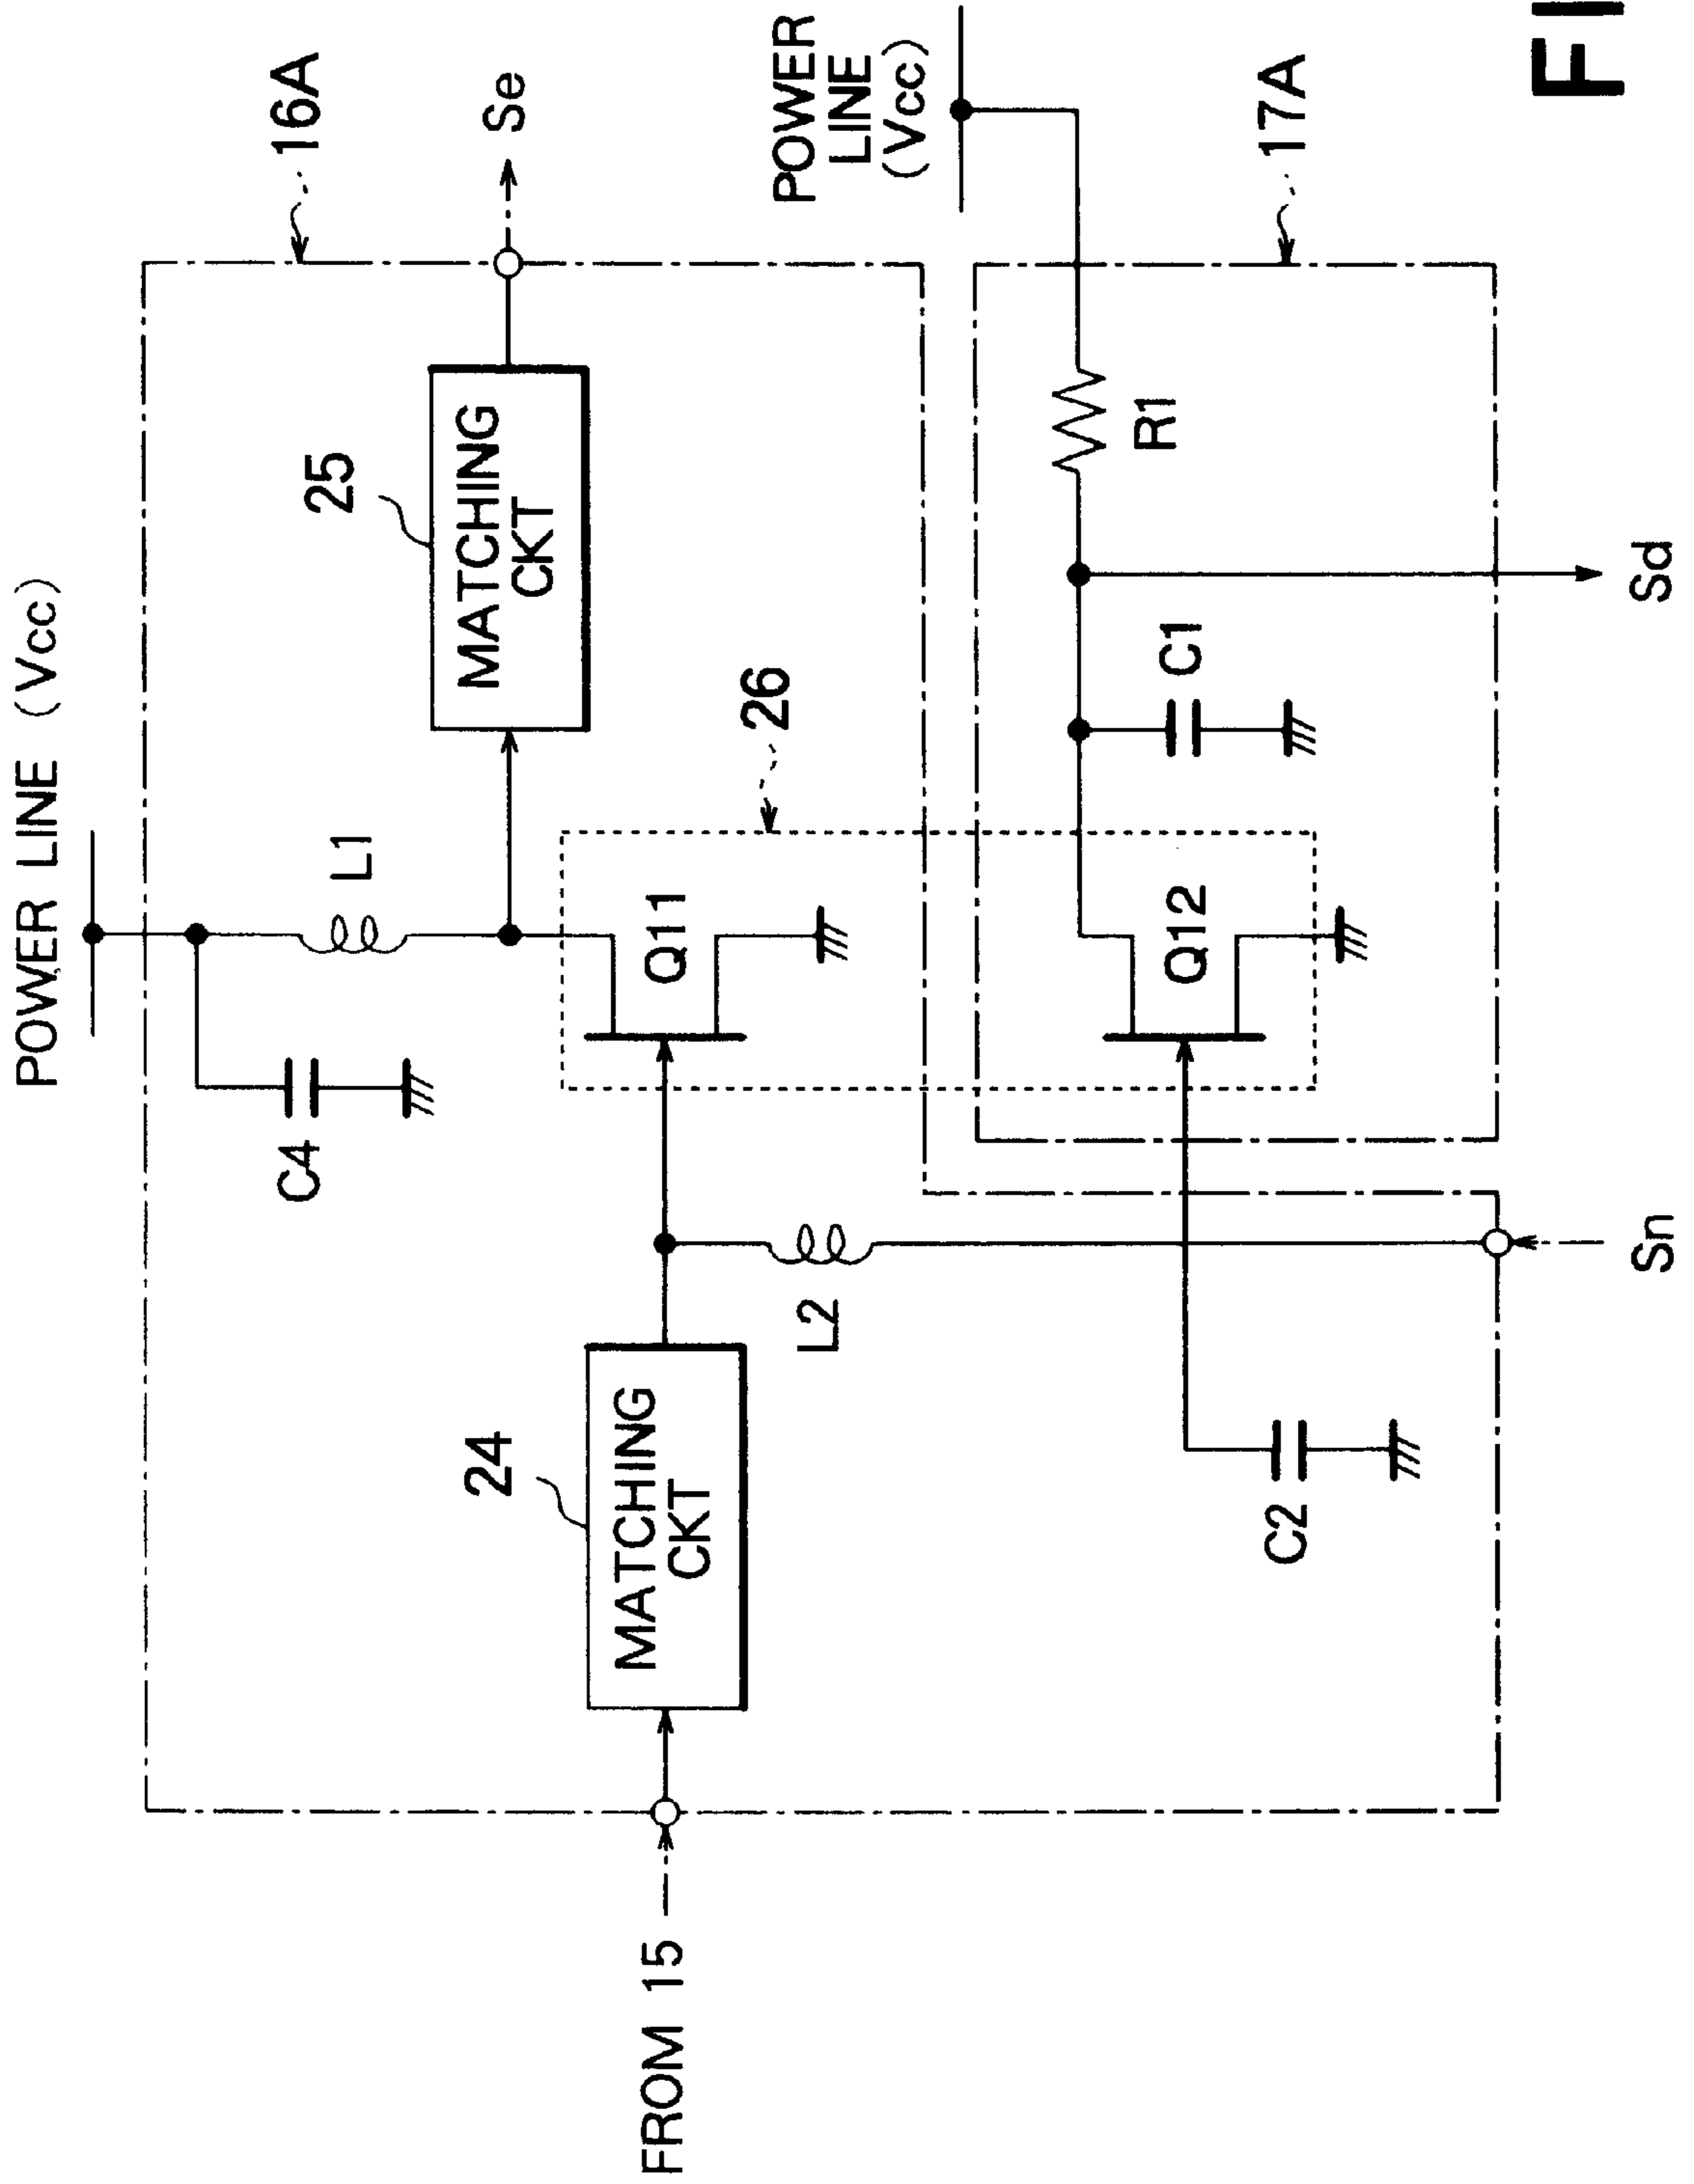 POWER LINE (Vcc)
16A
Se
25
MATCHING
CKT
L1
C4
26
Q11
24
MATCHING
CKT
FROM 15
L2
POWER
LINE
(Vcc)
17A
R1
C1
Q12
C2
Sd
Sn
FI